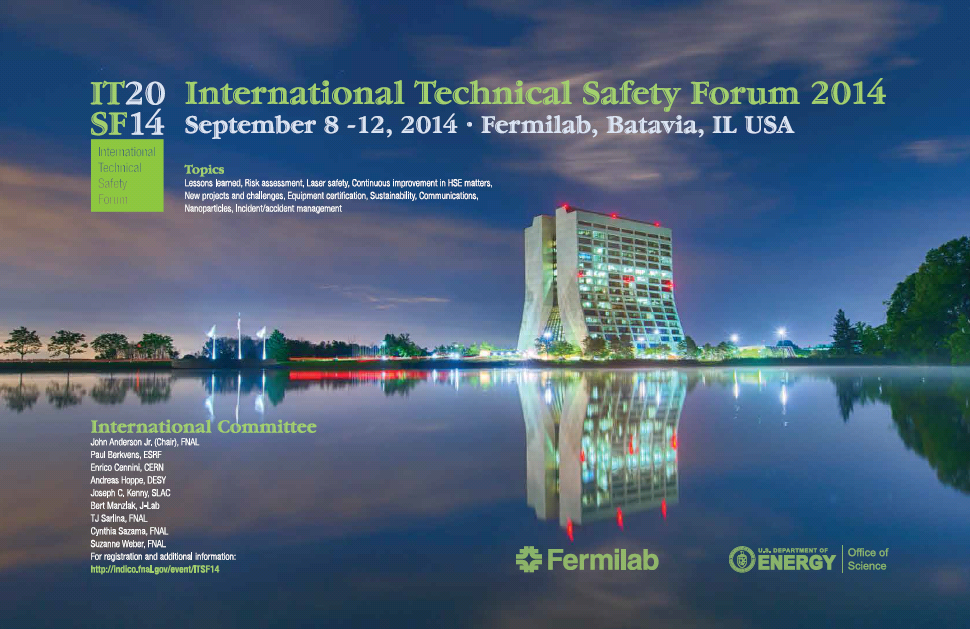 IT20
SF14
International
Technical
Safety
Forum
International Technical Safety Forum 2014
September 8 -12, 2014 · Fermilab, Batavia, IL USA
Topics
Lessons learned, Risk assessment, Laser safety, Continuous improvement in HSE matters,
New projects and challenges, Equipment certification, Sustainability, Communications,
Nanoparticles, Incident/accident management
International Committee
John Anderson Jr, (Chair), FNAL
Paul Berkvens, ESRF
Enrico Cennini, CERN
Andreas Hoppe, DESY
Joseph C, Kenny, SLAC
Bert Manzlak, J-Lab
TJ Sarlina, FNAL
Cynthia Sazama, FNAL
Suzanne Weber, FNAL
For registration and additional information:
http://indico.fnal.gov/event/ITSF14
Fermilab
U.S. DEPARTMENT OF
ENERGY
Office of
Science